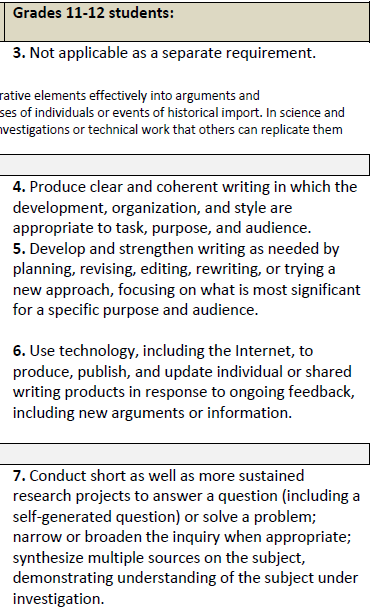 Grades 11-12 students:
3. Not applicable as a separate requirement.
rative elements effectively into arguments and
ses of individuals or events of historical import. In science and
nvestigations or technical work that others can replicate them
4. Produce clear and coherent writing in which the
development, organization, and style are
appropriate to task, purpose, and audience.
5. Develop and strengthen writing as needed by
planning, revising, editing, rewriting, or trying a
new approach, focusing on what is most significant
for a specific purpose and audience.
6. Use technology, including the Internet, to
produce, publish, and update individual or shared
writing products in response to ongoing feedback,
including new arguments or information.
7. Conduct short as well as more sustained
research projects to answer a question (including a
self-generated question) or solve a problem;
narrow or broaden the inquiry when appropriate;
synthesize multiple sources on the subject,
demonstrating understanding of the subject under
investigation.